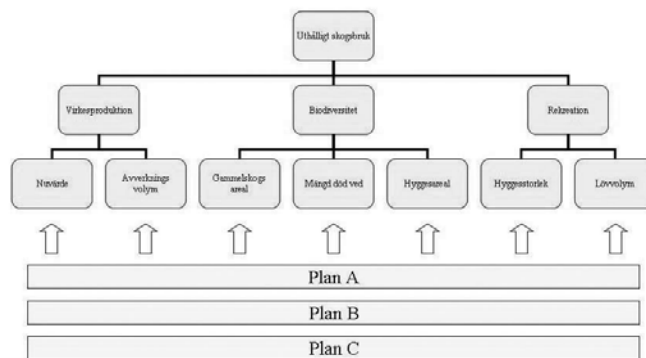 Uthålligt skogsbruk
Virkesproduktion
Biodiversitet
Rekreation
Nuvärde
Avverknings
volym
Gammelskogs
areal
Mängd död ved
Hyggesareal
Hyggesstorlek
Lövvolym
Plan A
Plan B
Plan C